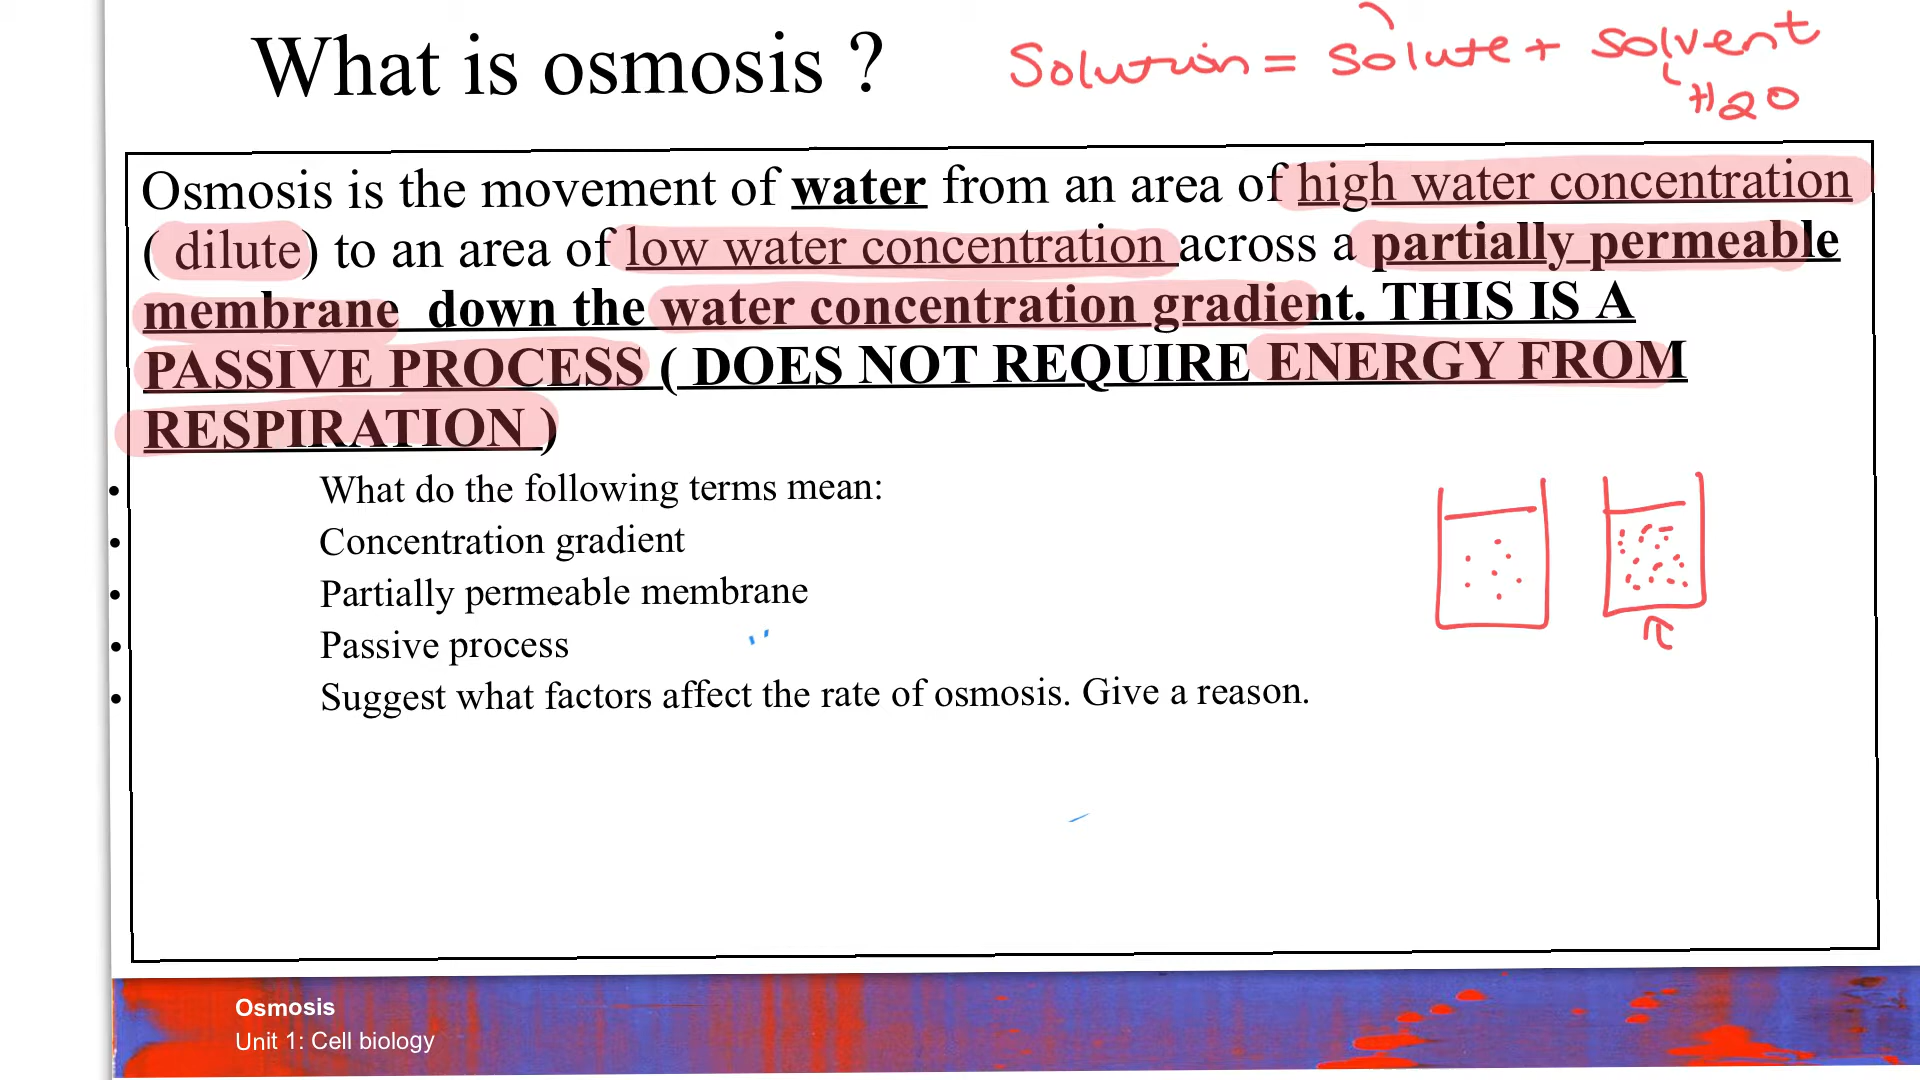 What is osmosis ?
Solution = solute + solvent
H2O
Osmosis is the movement of water from an area of high water concentration
( dilute) to an area of low water concentration across a partially permeable
membrane down the water concentration gradient. THIS IS A
PASSIVE PROCESS ( DOES NOT REQUIRE ENERGY FROM
RESPIRATION )
• What do the following terms mean:
• Concentration gradient
• Partially permeable membrane
• Passive process
• Suggest what factors affect the rate of osmosis. Give a reason.
Osmosis
Unit 1: Cell biology